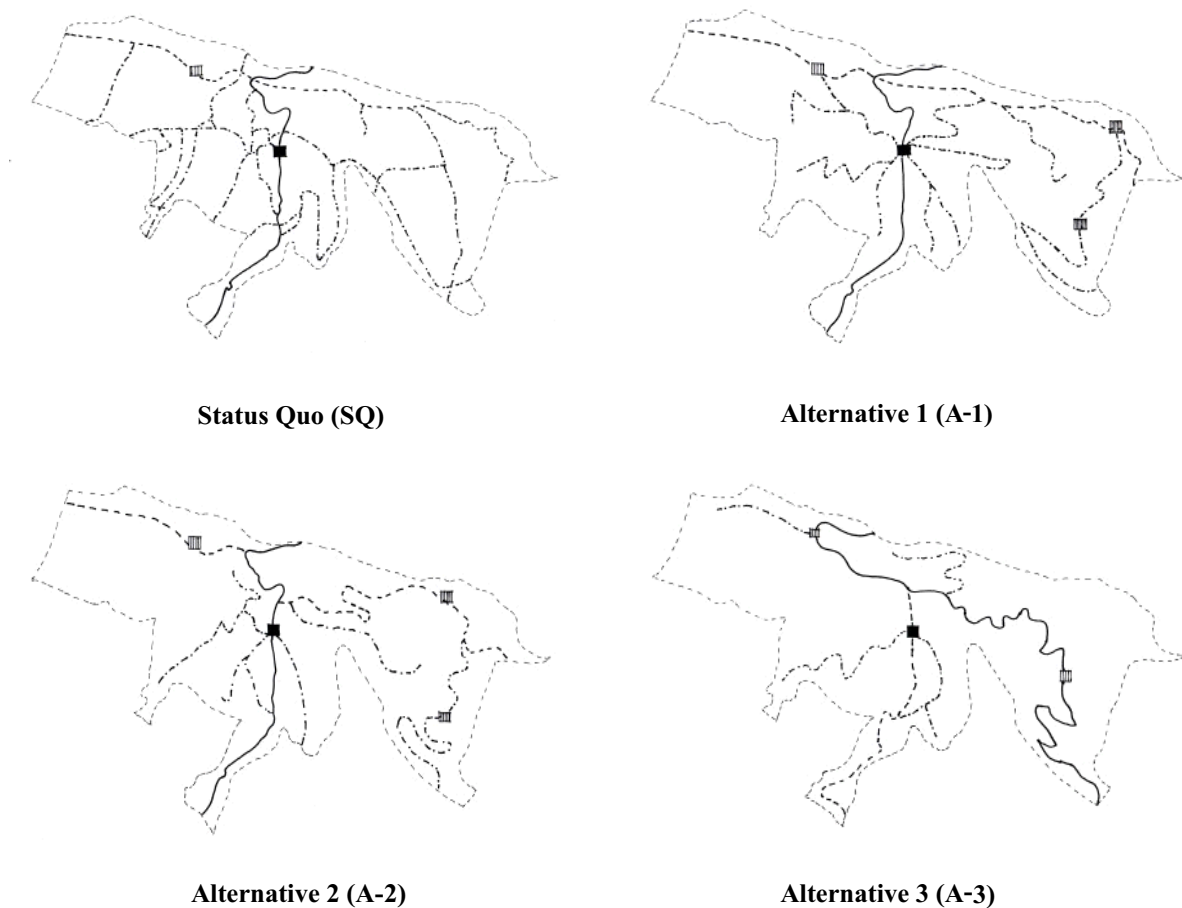 Status Quo (SQ)
Alternative 1 (A-1)
Alternative 2 (A-2)
Alternative 3 (A-3)